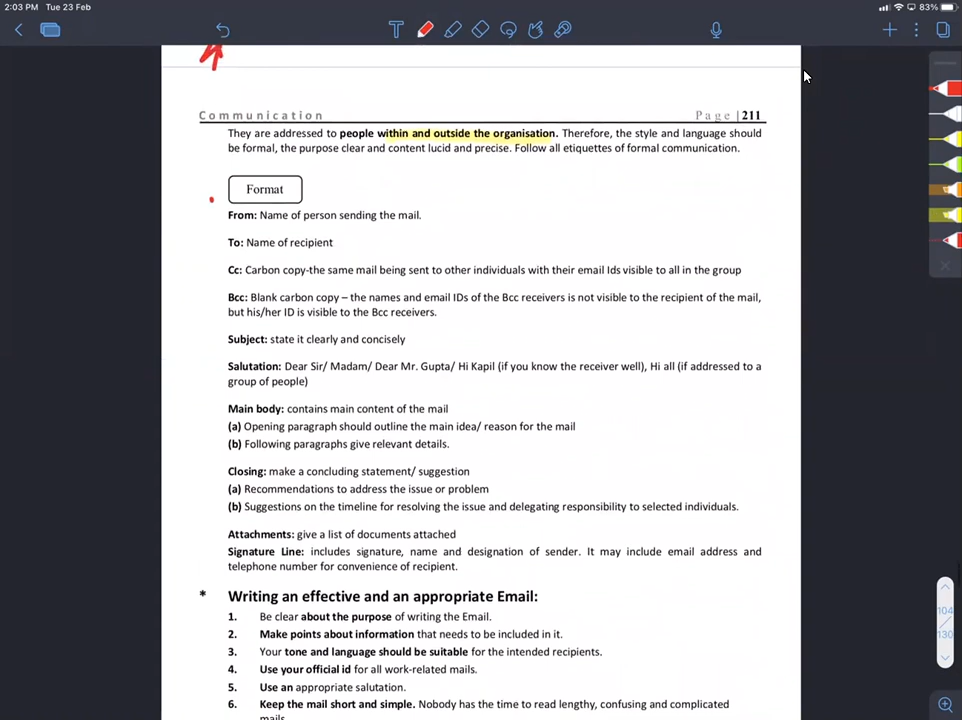 2:03 PM Tue 23 Feb
83%
T
Communication
Page |211
They are addressed to people within and outside the organisation. Therefore, the style and language should
be formal, the purpose clear and content lucid and precise. Follow all etiquettes of formal communication.
Format
From: Name of person sending the mail.
To: Name of recipient
Cc: Carbon copy-the same mail being sent to other individuals with their email Ids visible to all in the group
Bcc: Blank carbon copy – the names and email IDs of the Bcc receivers is not visible to the recipient of the mail,
but his/her ID is visible to the Bcc receivers.
Subject: state it clearly and concisely
Salutation: Dear Sir/ Madam/ Dear Mr. Gupta/ Hi Kapil (if you know the receiver well), Hi all (if addressed to a
group of people)
Main body: contains main content of the mail
(a) Opening paragraph should outline the main idea/ reason for the mail
(b) Following paragraphs give relevant details.
Closing: make a concluding statement/ suggestion
(a) Recommendations to address the issue or problem
(b) Suggestions on the timeline for resolving the issue and delegating responsibility to selected individuals.
Attachments: give a list of documents attached
Signature Line: includes signature, name and designation of sender. It may include email address and
telephone number for convenience of recipient.
* Writing an effective and an appropriate Email:
1. Be clear about the purpose of writing the Email.
2. Make points about information that needs to be included in it.
3. Your tone and language should be suitable for the intended recipients.
4. Use your official id for all work-related mails.
5. Use an appropriate salutation.
6. Keep the mail short and simple. Nobody has the time to read lengthy, confusing and complicated
mails.
104
/
130